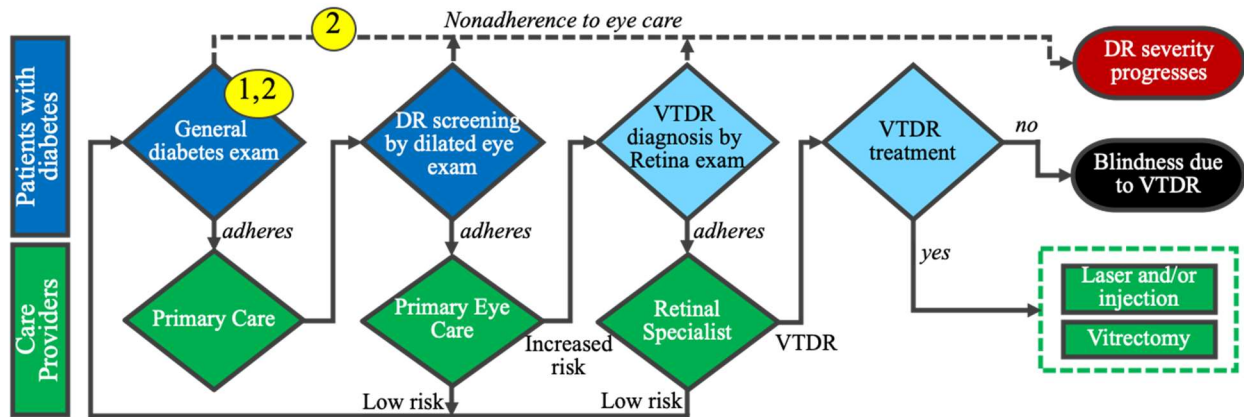 Nonadherence to eye care
2
Patients with
diabetes
1,2
General
diabetes exam
DR screening
by dilated eye
exam
VTDR
diagnosis by
Retina exam
VTDR
treatment
no
yes
DR severity
progresses
Blindness due
to VTDR
adheres
adheres
adheres
Care
Providers
Primary Care
Primary Eye
Care
Increased
risk
Retinal
Specialist
VTDR
Laser and/or
injection
Vitrectomy
Low risk
Low risk